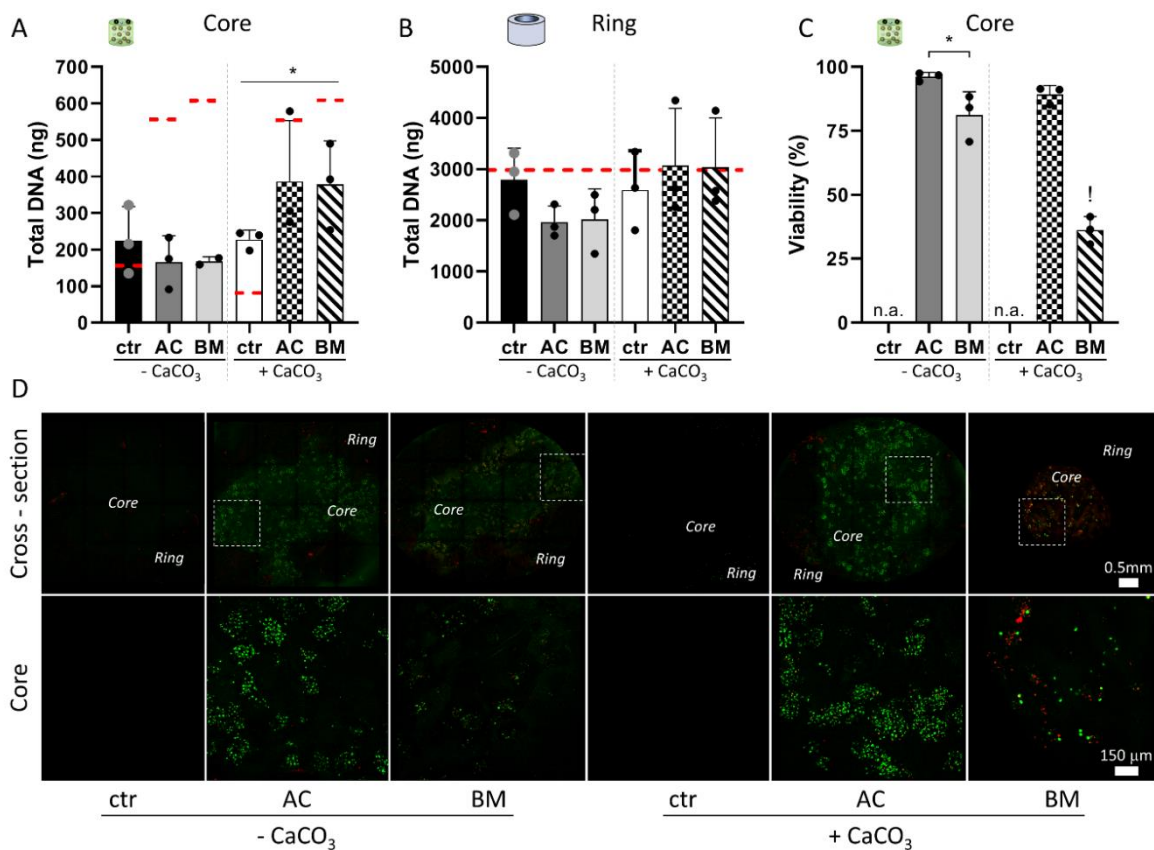 A
Core
Total DNA (ng)
700
600
500
400
300
200
100
0
*
ctr AC BM ctr AC BM
- CaCO₃ + CaCO₃
B
Ring
Total DNA (ng)
5000
4000
3000
2000
1000
0
ctr AC BM ctr AC BM
- CaCO₃ + CaCO₃
C
Core
Viability (%)
100
75
50
25
0
*
!
n.a. n.a.
ctr AC BM ctr AC BM
- CaCO₃ + CaCO₃
D
Cross - section
Core
Ring
Ring
Core
Core
Ring
Core
Ring
Core
Ring
Ring
Core
0.5mm
Core
150 µm
ctr AC BM ctr AC BM
- CaCO₃ + CaCO₃